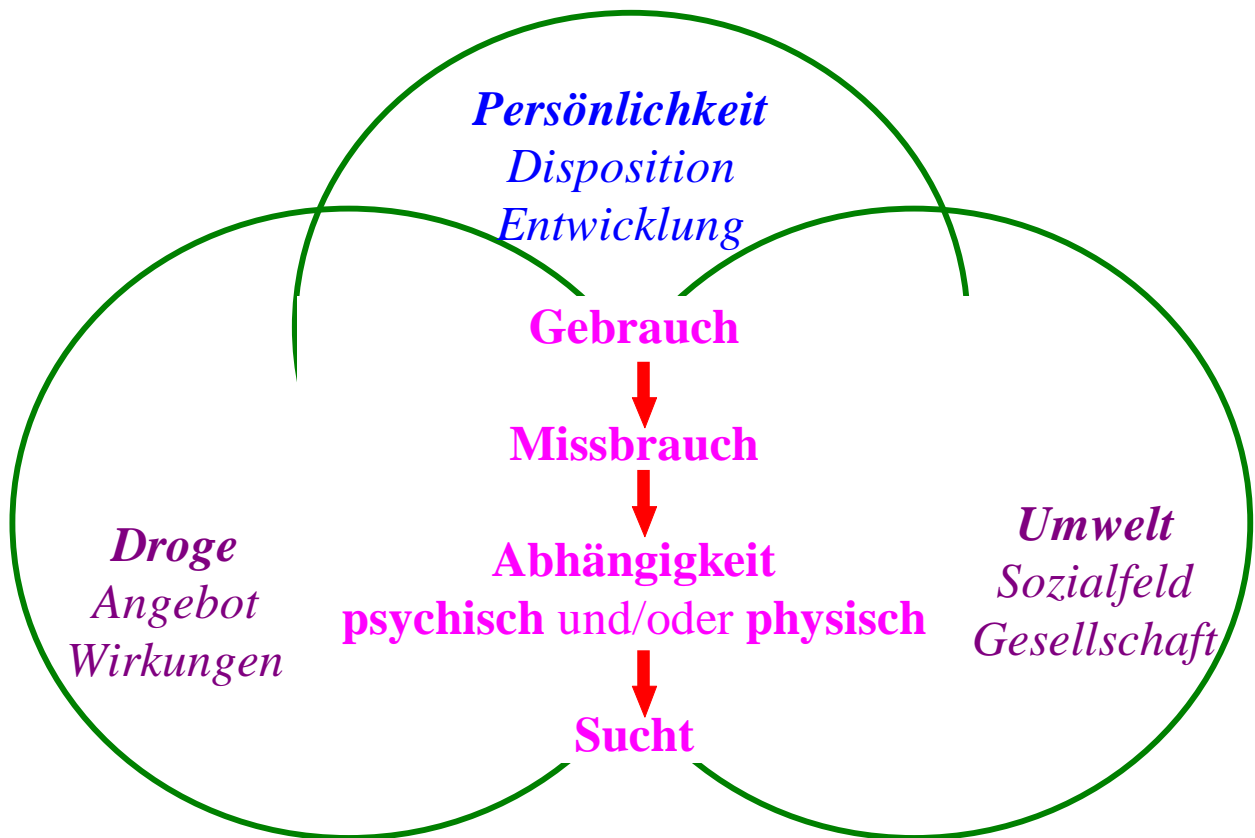 Persönlichkeit
Disposition
Entwicklung
Gebrauch
Missbrauch
Droge
Angebot
Wirkungen
Abhängigkeit
psychisch und/oder physisch
Umwelt
Sozialfeld
Gesellschaft
Sucht